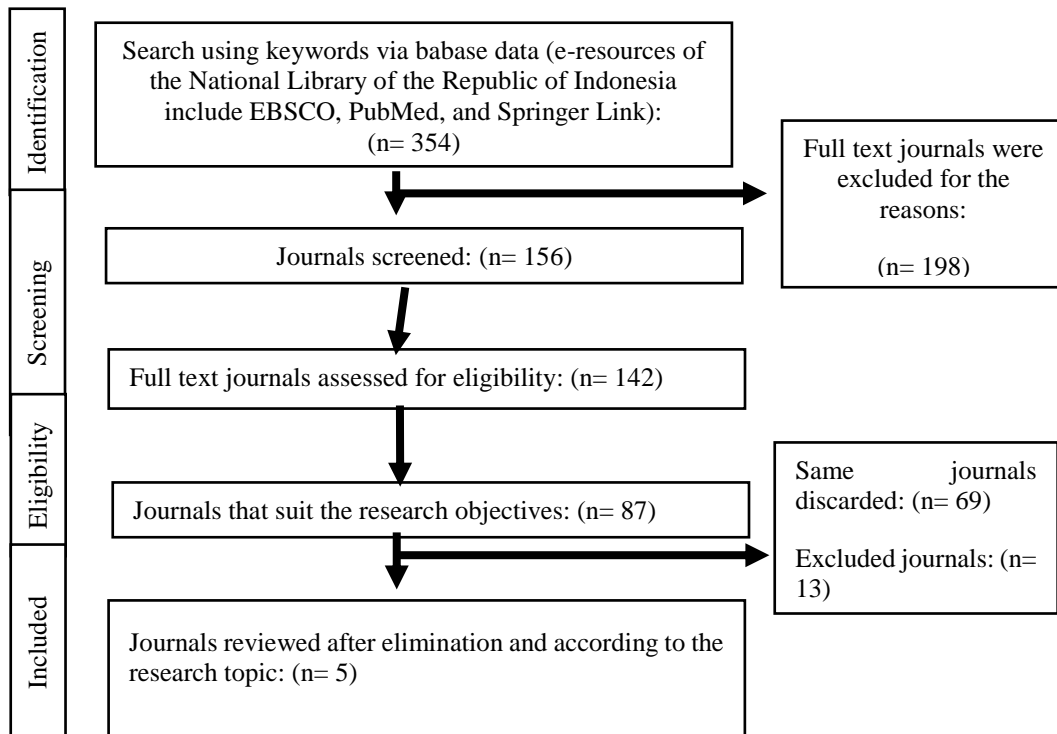 Identification
Search using keywords via babase data (e-resources of
the National Library of the Republic of Indonesia
include EBSCO, PubMed, and Springer Link):
(n= 354)
Full text journals were
excluded for the
reasons:
(n= 198)
Screening
Journals screened: (n= 156)
Full text journals assessed for eligibility: (n= 142)
Eligibility
Journals that suit the research objectives: (n= 87)
Same journals
discarded: (n= 69)
Excluded journals: (n=
13)
Included
Journals reviewed after elimination and according to the
research topic: (n= 5)